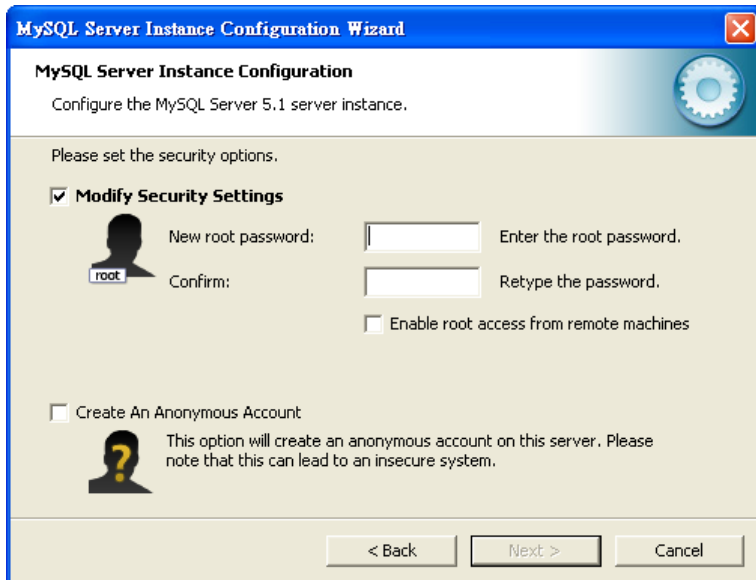 MySQL Server Instance Configuration Wizard
MySQL Server Instance Configuration
Configure the MySQL Server 5.1 server instance.
Please set the security options.
Modify Security Settings
New root password:
Enter the root password.
root
Confirm:
Retype the password.
Enable root access from remote machines
Create An Anonymous Account
?
This option will create an anonymous account on this server. Please
note that this can lead to an insecure system.
< Back
Next >
Cancel